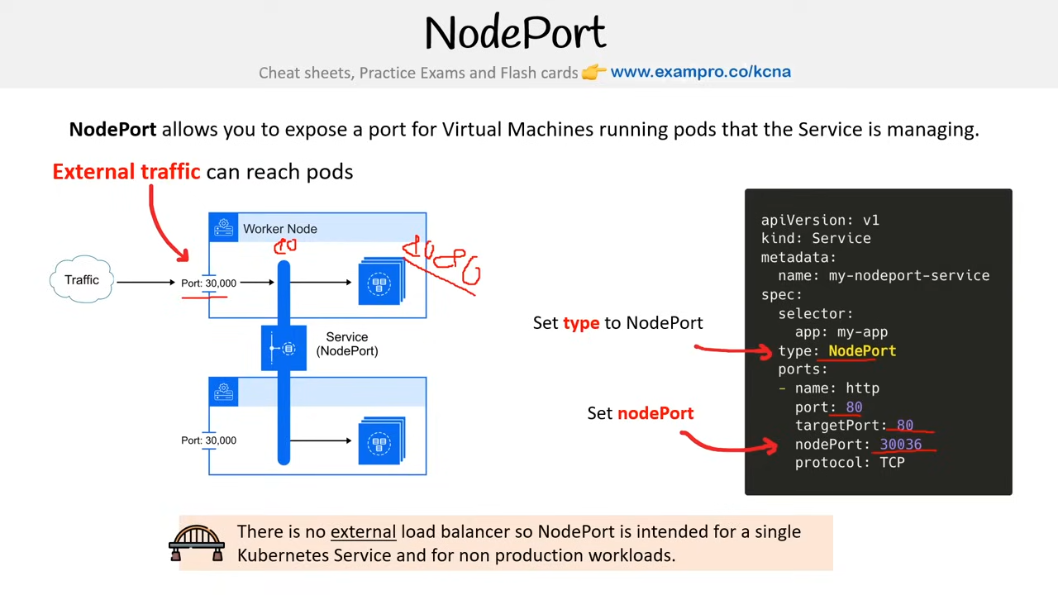 NodePort
Cheat sheets, Practice Exams and Flash cards 👉 www.exampro.co/kcna
NodePort allows you to expose a port for Virtual Machines running pods that the Service is managing.
External traffic can reach pods
Worker Node
80
8080
Traffic
Port: 30,000
Service
(NodePort)
Port: 30,000
Set type to NodePort
Set nodePort
apiVersion: v1
kind: Service
metadata:
name: my-nodeport-service
spec:
selector:
app: my-app
type: NodePort
ports:
- name: http
port: 80
targetPort: 80
nodePort: 30036
protocol: TCP
There is no external load balancer so NodePort is intended for a single
Kubernetes Service and for non production workloads.